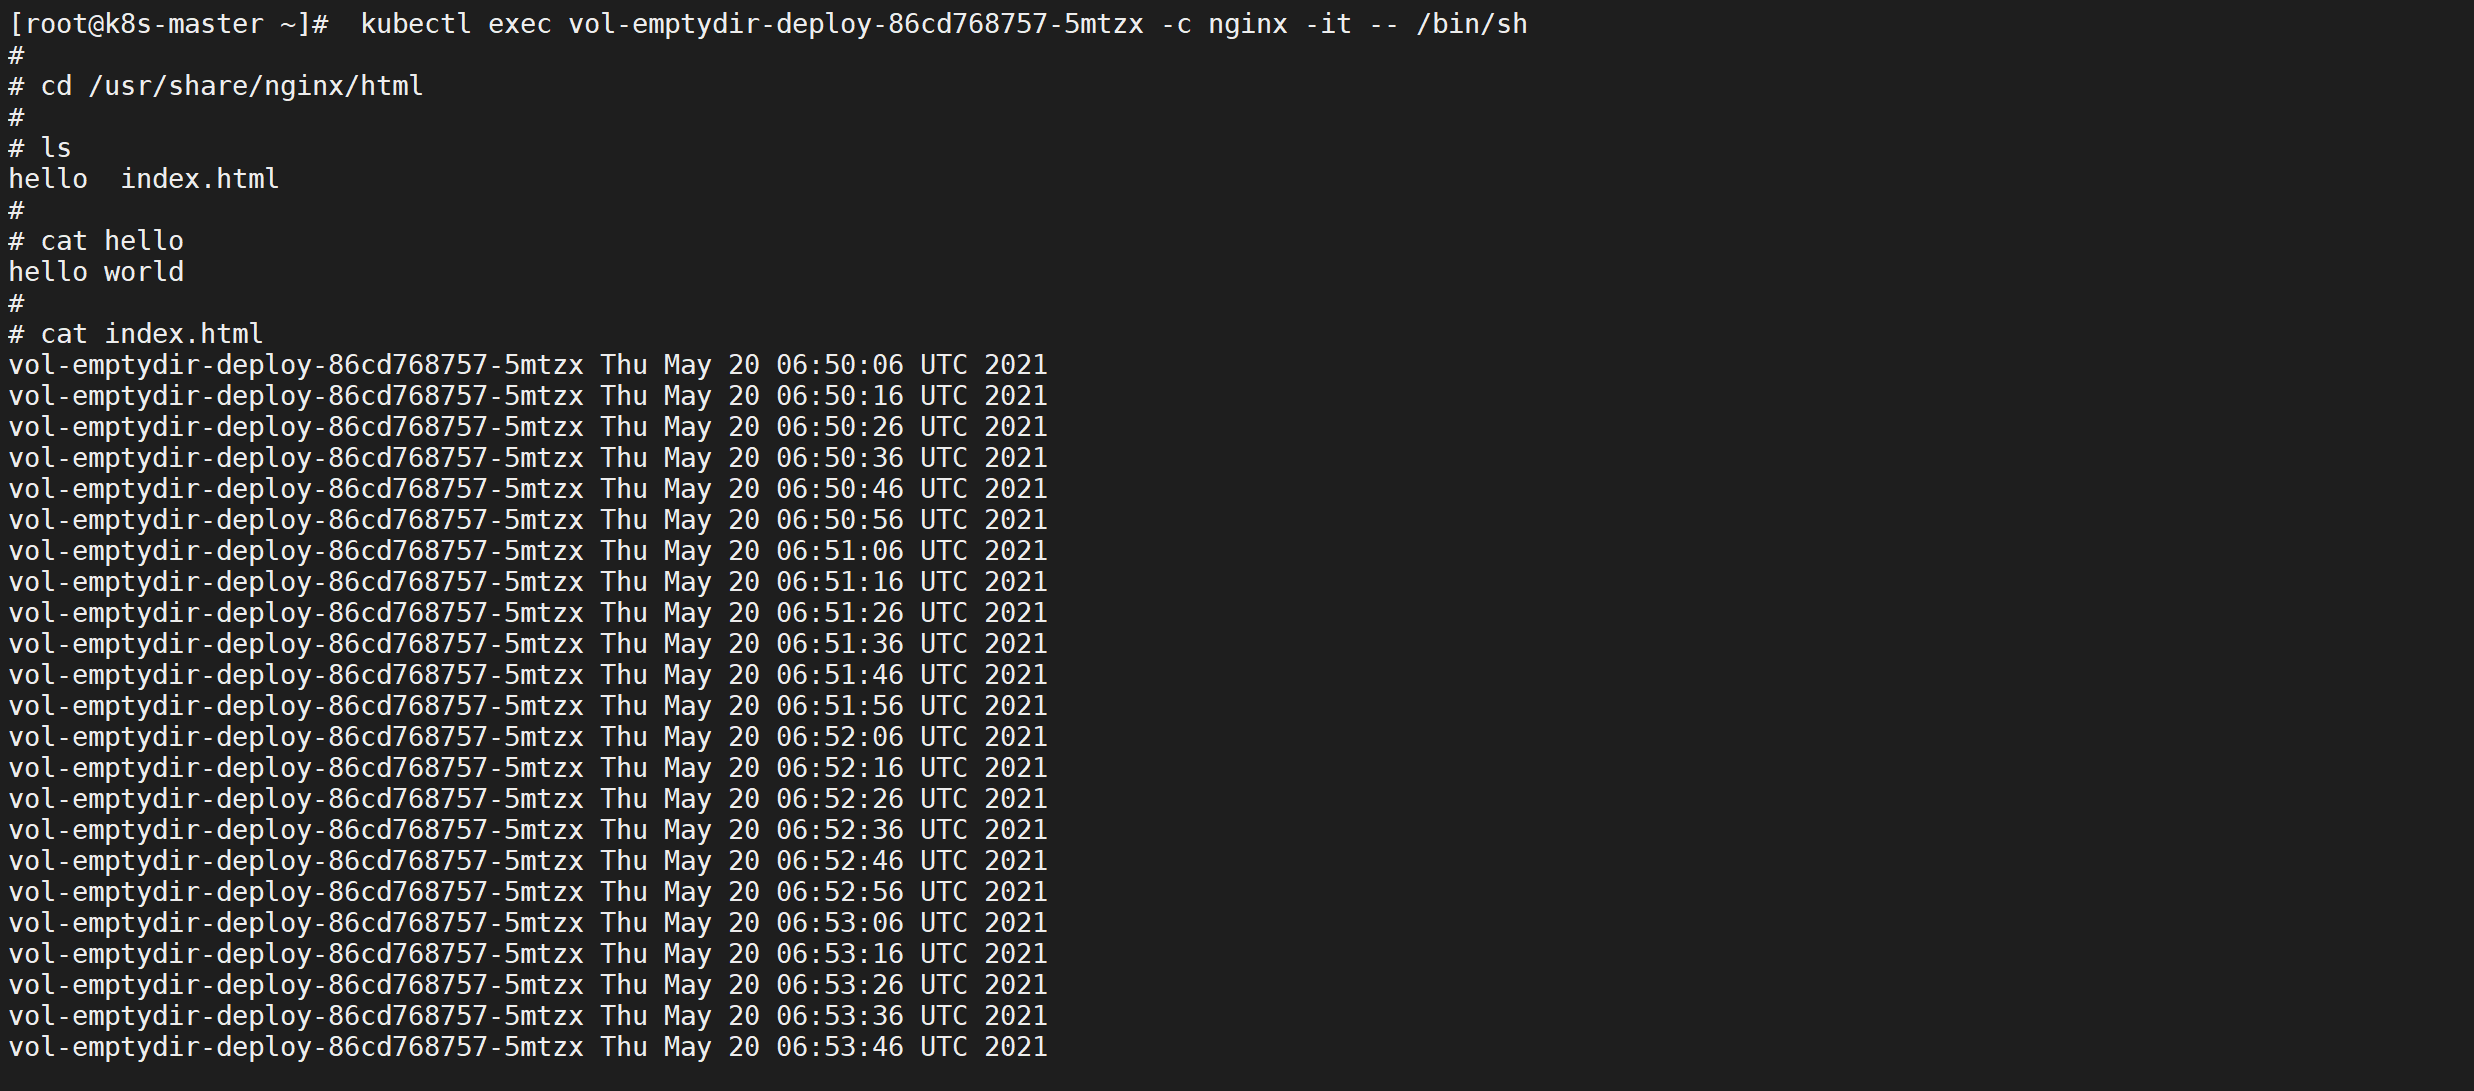 [root@k8s-master ~]#  kubectl exec vol-emptydir-deploy-86cd768757-5mtzx -c nginx -it -- /bin/sh
#
# cd /usr/share/nginx/html
#
# ls
hello  index.html
#
# cat hello
hello world
#
# cat index.html
vol-emptydir-deploy-86cd768757-5mtzx Thu May 20 06:50:06 UTC 2021
vol-emptydir-deploy-86cd768757-5mtzx Thu May 20 06:50:16 UTC 2021
vol-emptydir-deploy-86cd768757-5mtzx Thu May 20 06:50:26 UTC 2021
vol-emptydir-deploy-86cd768757-5mtzx Thu May 20 06:50:36 UTC 2021
vol-emptydir-deploy-86cd768757-5mtzx Thu May 20 06:50:46 UTC 2021
vol-emptydir-deploy-86cd768757-5mtzx Thu May 20 06:50:56 UTC 2021
vol-emptydir-deploy-86cd768757-5mtzx Thu May 20 06:51:06 UTC 2021
vol-emptydir-deploy-86cd768757-5mtzx Thu May 20 06:51:16 UTC 2021
vol-emptydir-deploy-86cd768757-5mtzx Thu May 20 06:51:26 UTC 2021
vol-emptydir-deploy-86cd768757-5mtzx Thu May 20 06:51:36 UTC 2021
vol-emptydir-deploy-86cd768757-5mtzx Thu May 20 06:51:46 UTC 2021
vol-emptydir-deploy-86cd768757-5mtzx Thu May 20 06:51:56 UTC 2021
vol-emptydir-deploy-86cd768757-5mtzx Thu May 20 06:52:06 UTC 2021
vol-emptydir-deploy-86cd768757-5mtzx Thu May 20 06:52:16 UTC 2021
vol-emptydir-deploy-86cd768757-5mtzx Thu May 20 06:52:26 UTC 2021
vol-emptydir-deploy-86cd768757-5mtzx Thu May 20 06:52:36 UTC 2021
vol-emptydir-deploy-86cd768757-5mtzx Thu May 20 06:52:46 UTC 2021
vol-emptydir-deploy-86cd768757-5mtzx Thu May 20 06:52:56 UTC 2021
vol-emptydir-deploy-86cd768757-5mtzx Thu May 20 06:53:06 UTC 2021
vol-emptydir-deploy-86cd768757-5mtzx Thu May 20 06:53:16 UTC 2021
vol-emptydir-deploy-86cd768757-5mtzx Thu May 20 06:53:26 UTC 2021
vol-emptydir-deploy-86cd768757-5mtzx Thu May 20 06:53:36 UTC 2021
vol-emptydir-deploy-86cd768757-5mtzx Thu May 20 06:53:46 UTC 2021